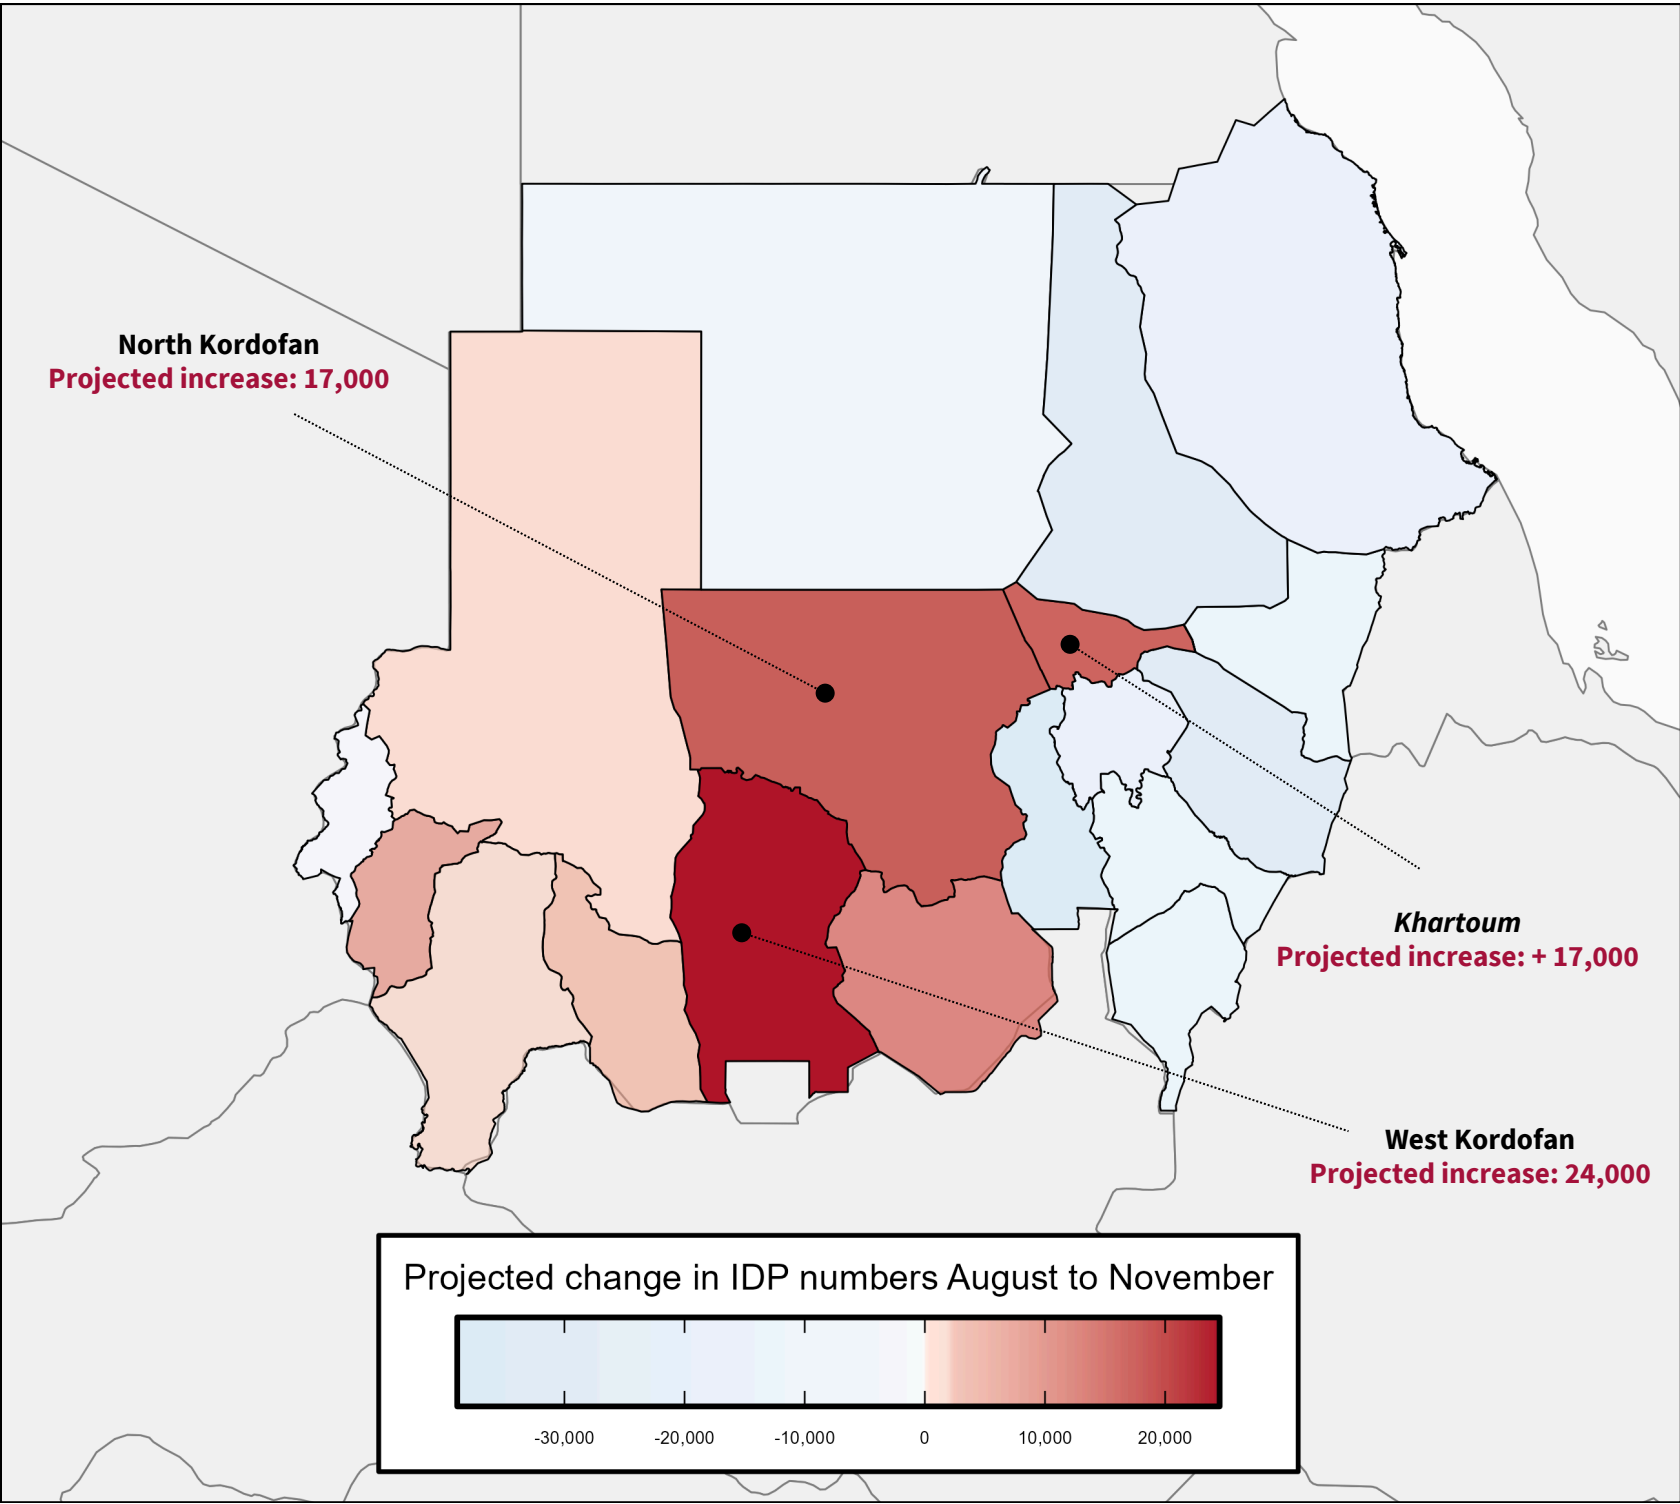 North Kordofan
Projected increase: 17,000
Khartoum
Projected increase: + 17,000
West Kordofan
Projected increase: 24,000
Projected change in IDP numbers August to November
-30,000 -20,000 -10,000 0 10,000 20,000